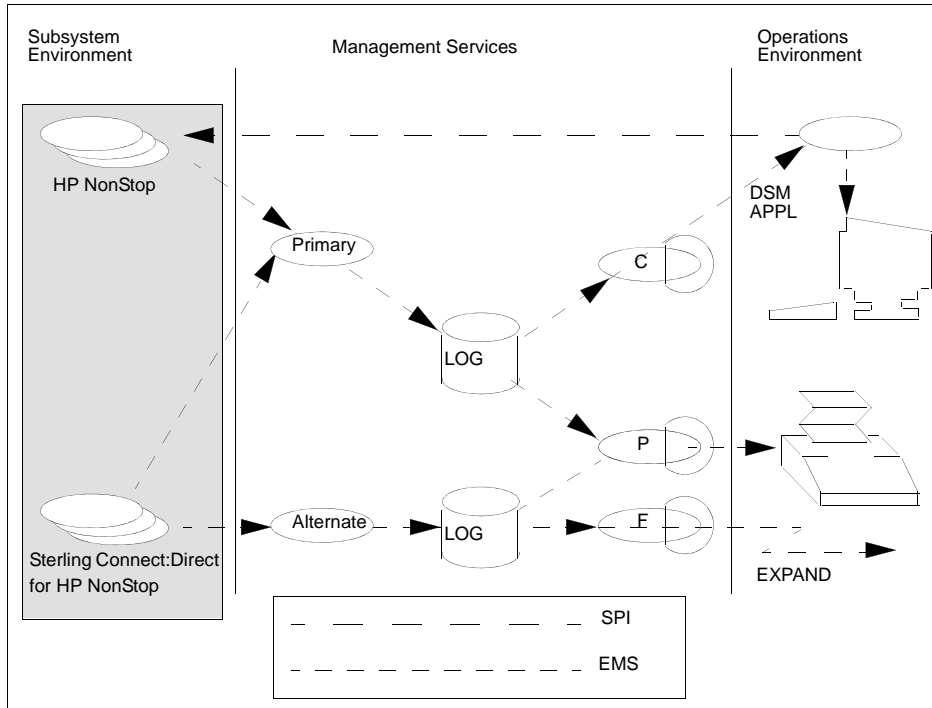 Subsystem
Environment
Management Services
Operations
Environment
HP NonStop
DSM
APPL
Primary
C
LOG
P
Alternate
LOG
F
Sterling Connect:Direct
for HP NonStop
EXPAND
SPI
EMS